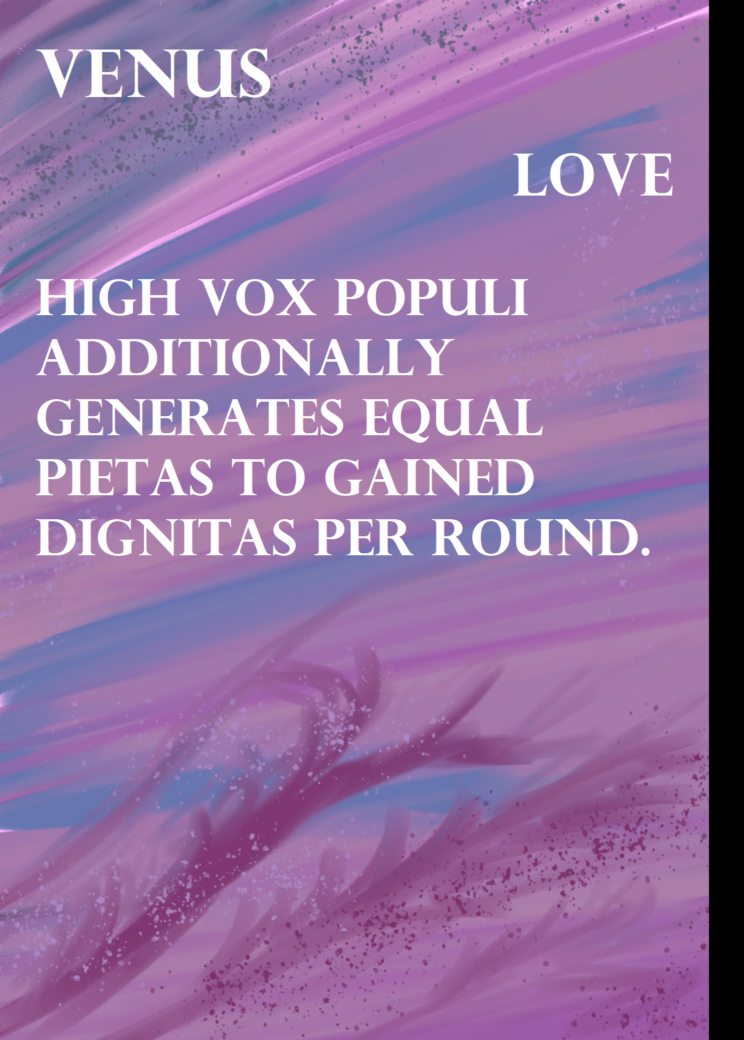 VENUS
LOVE
HIGH VOX POPULI
ADDITIONALLY
GENERATES EQUAL
PIETAS TO GAINED
DIGNITAS PER ROUND.